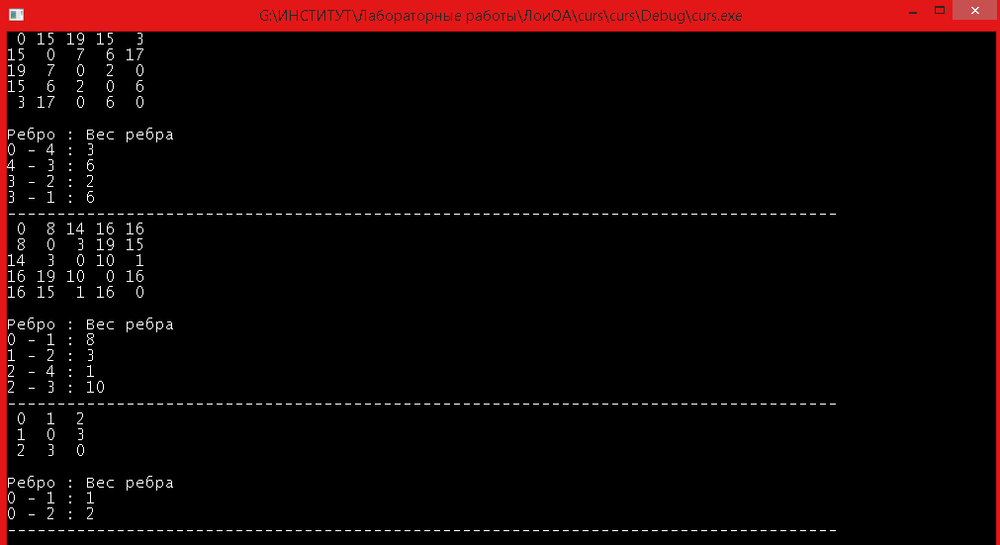 G:\ИНСТИТУТ\Лабораторные работы\ЛоиОА\curs\curs\Debug\curs.exe
0 15 19 15 3
15 0 7 6 17
19 7 0 2 0
15 6 2 0 6
3 17 0 6 0
Ребро : Вес ребра
0 - 4 : 3
4 - 3 : 6
3 - 2 : 2
3 - 1 : 6
------------------------------------------------------------------------------------
0 8 14 16 16
8 0 3 19 15
14 3 0 10 1
16 19 10 0 16
16 15 1 16 0
Ребро : Вес ребра
0 - 1 : 8
1 - 2 : 3
2 - 4 : 1
2 - 3 : 10
------------------------------------------------------------------------------------
0 1 2
1 0 3
2 3 0
Ребро : Вес ребра
0 - 1 : 1
0 - 2 : 2
------------------------------------------------------------------------------------